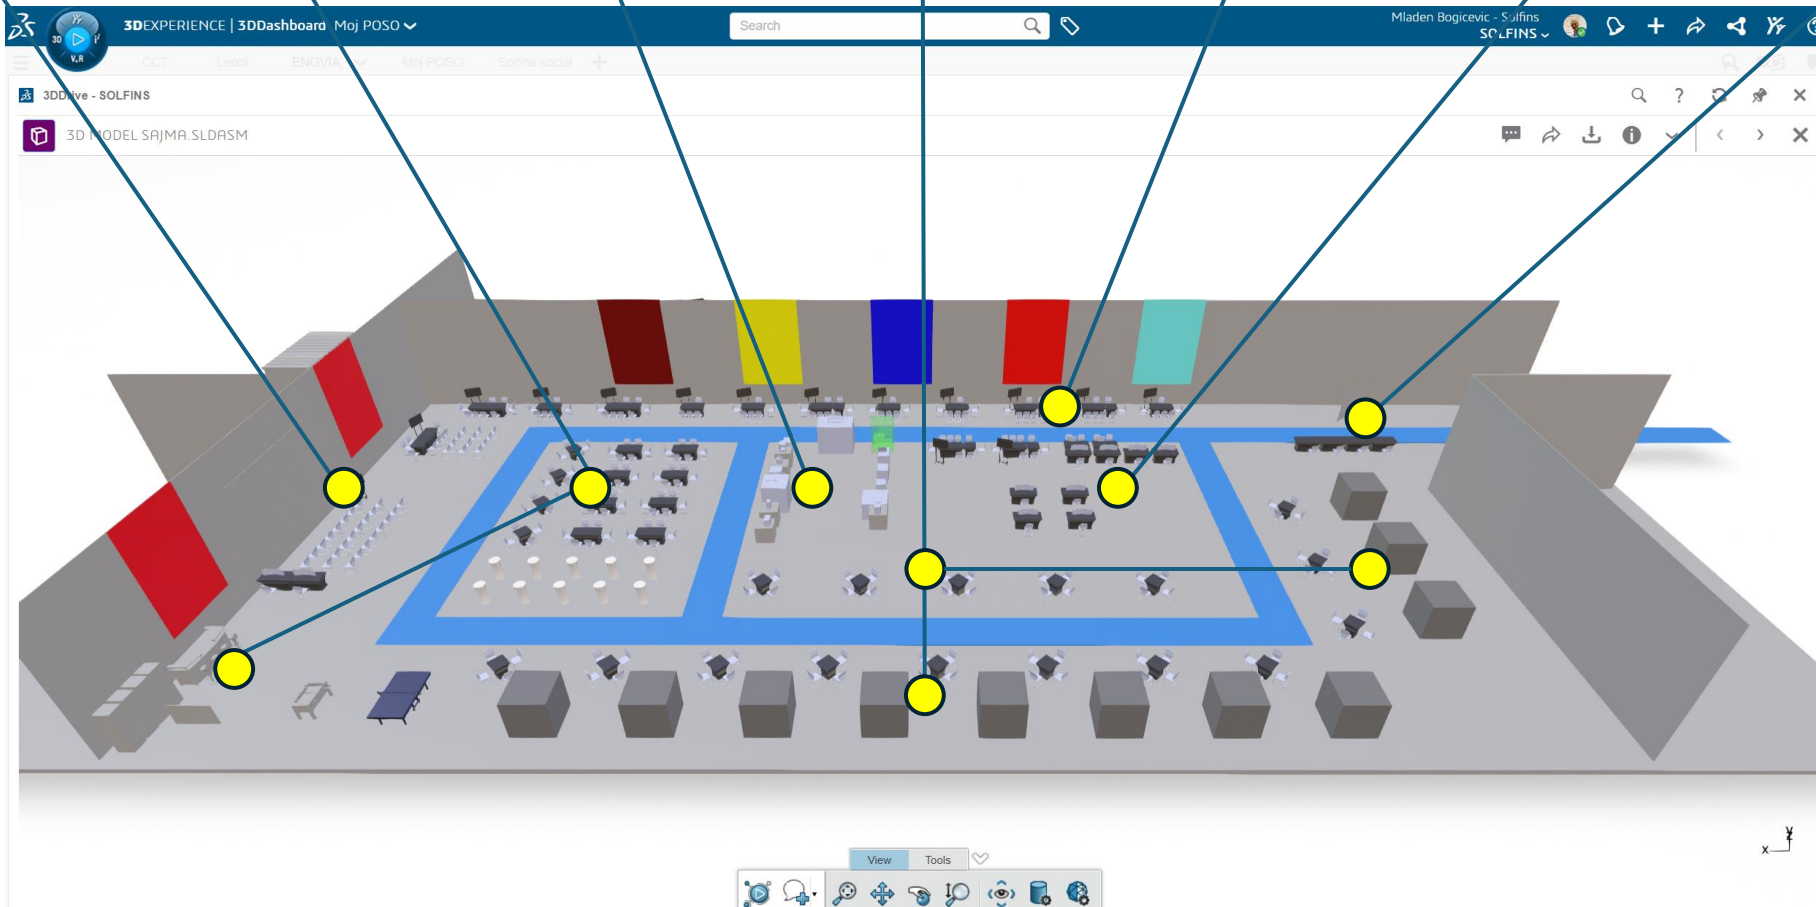 3DEXPERIENCE | 3DDashboard Moj POSO
Search
Mladen Bogicevic - Solfins
SOLFINS
3D
V.R
CCT
Leoni
ENOVIA
Moj POSO
Solfins social
3DDrive - SOLFINS
3D MODEL SAJMA.SLDASM
View
Tools
x